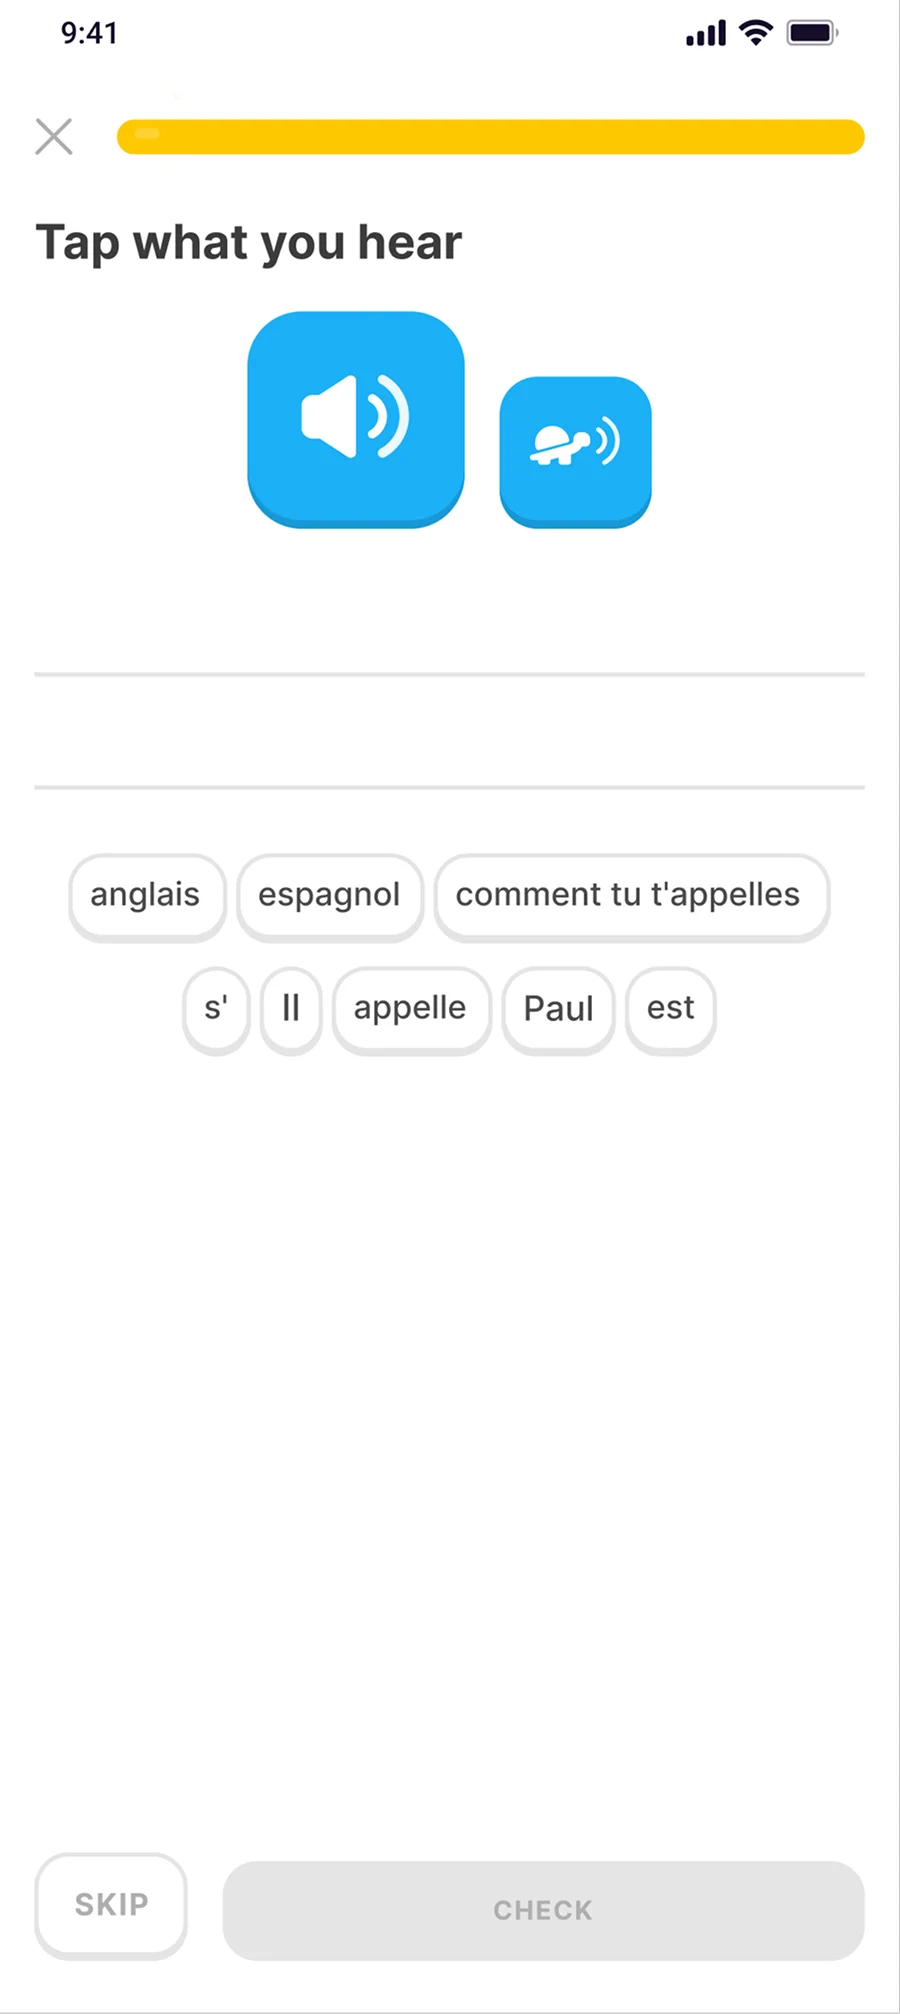 9:41
Tap what you hear
anglais espagnol comment tu t'appelles
s' Il appelle Paul est
SKIP CHECK